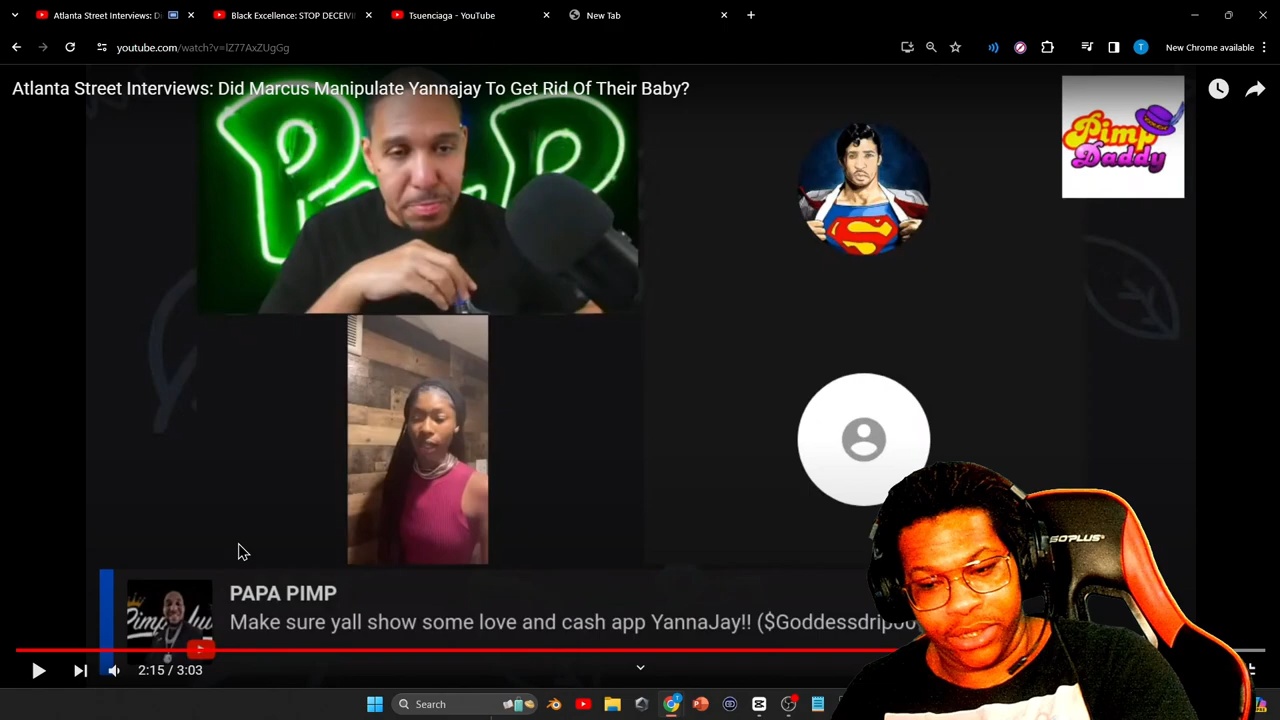 Atlanta Street Interviews: Di
Black Excellence: STOP DECEIVI
Tsuenciaga - YouTube
New Tab
youtube.com/watch?v=lZ77AxZUgGg
T
New Chrome available
Atlanta Street Interviews: Did Marcus Manipulate Yannajay To Get Rid Of Their Baby?
Pimp
Daddy
P P
S
GOPLUS
PAPA PIMP
Make sure yall show some love and cash app YannaJay!! ($Goddessdrip
2:15 / 3:03
Search